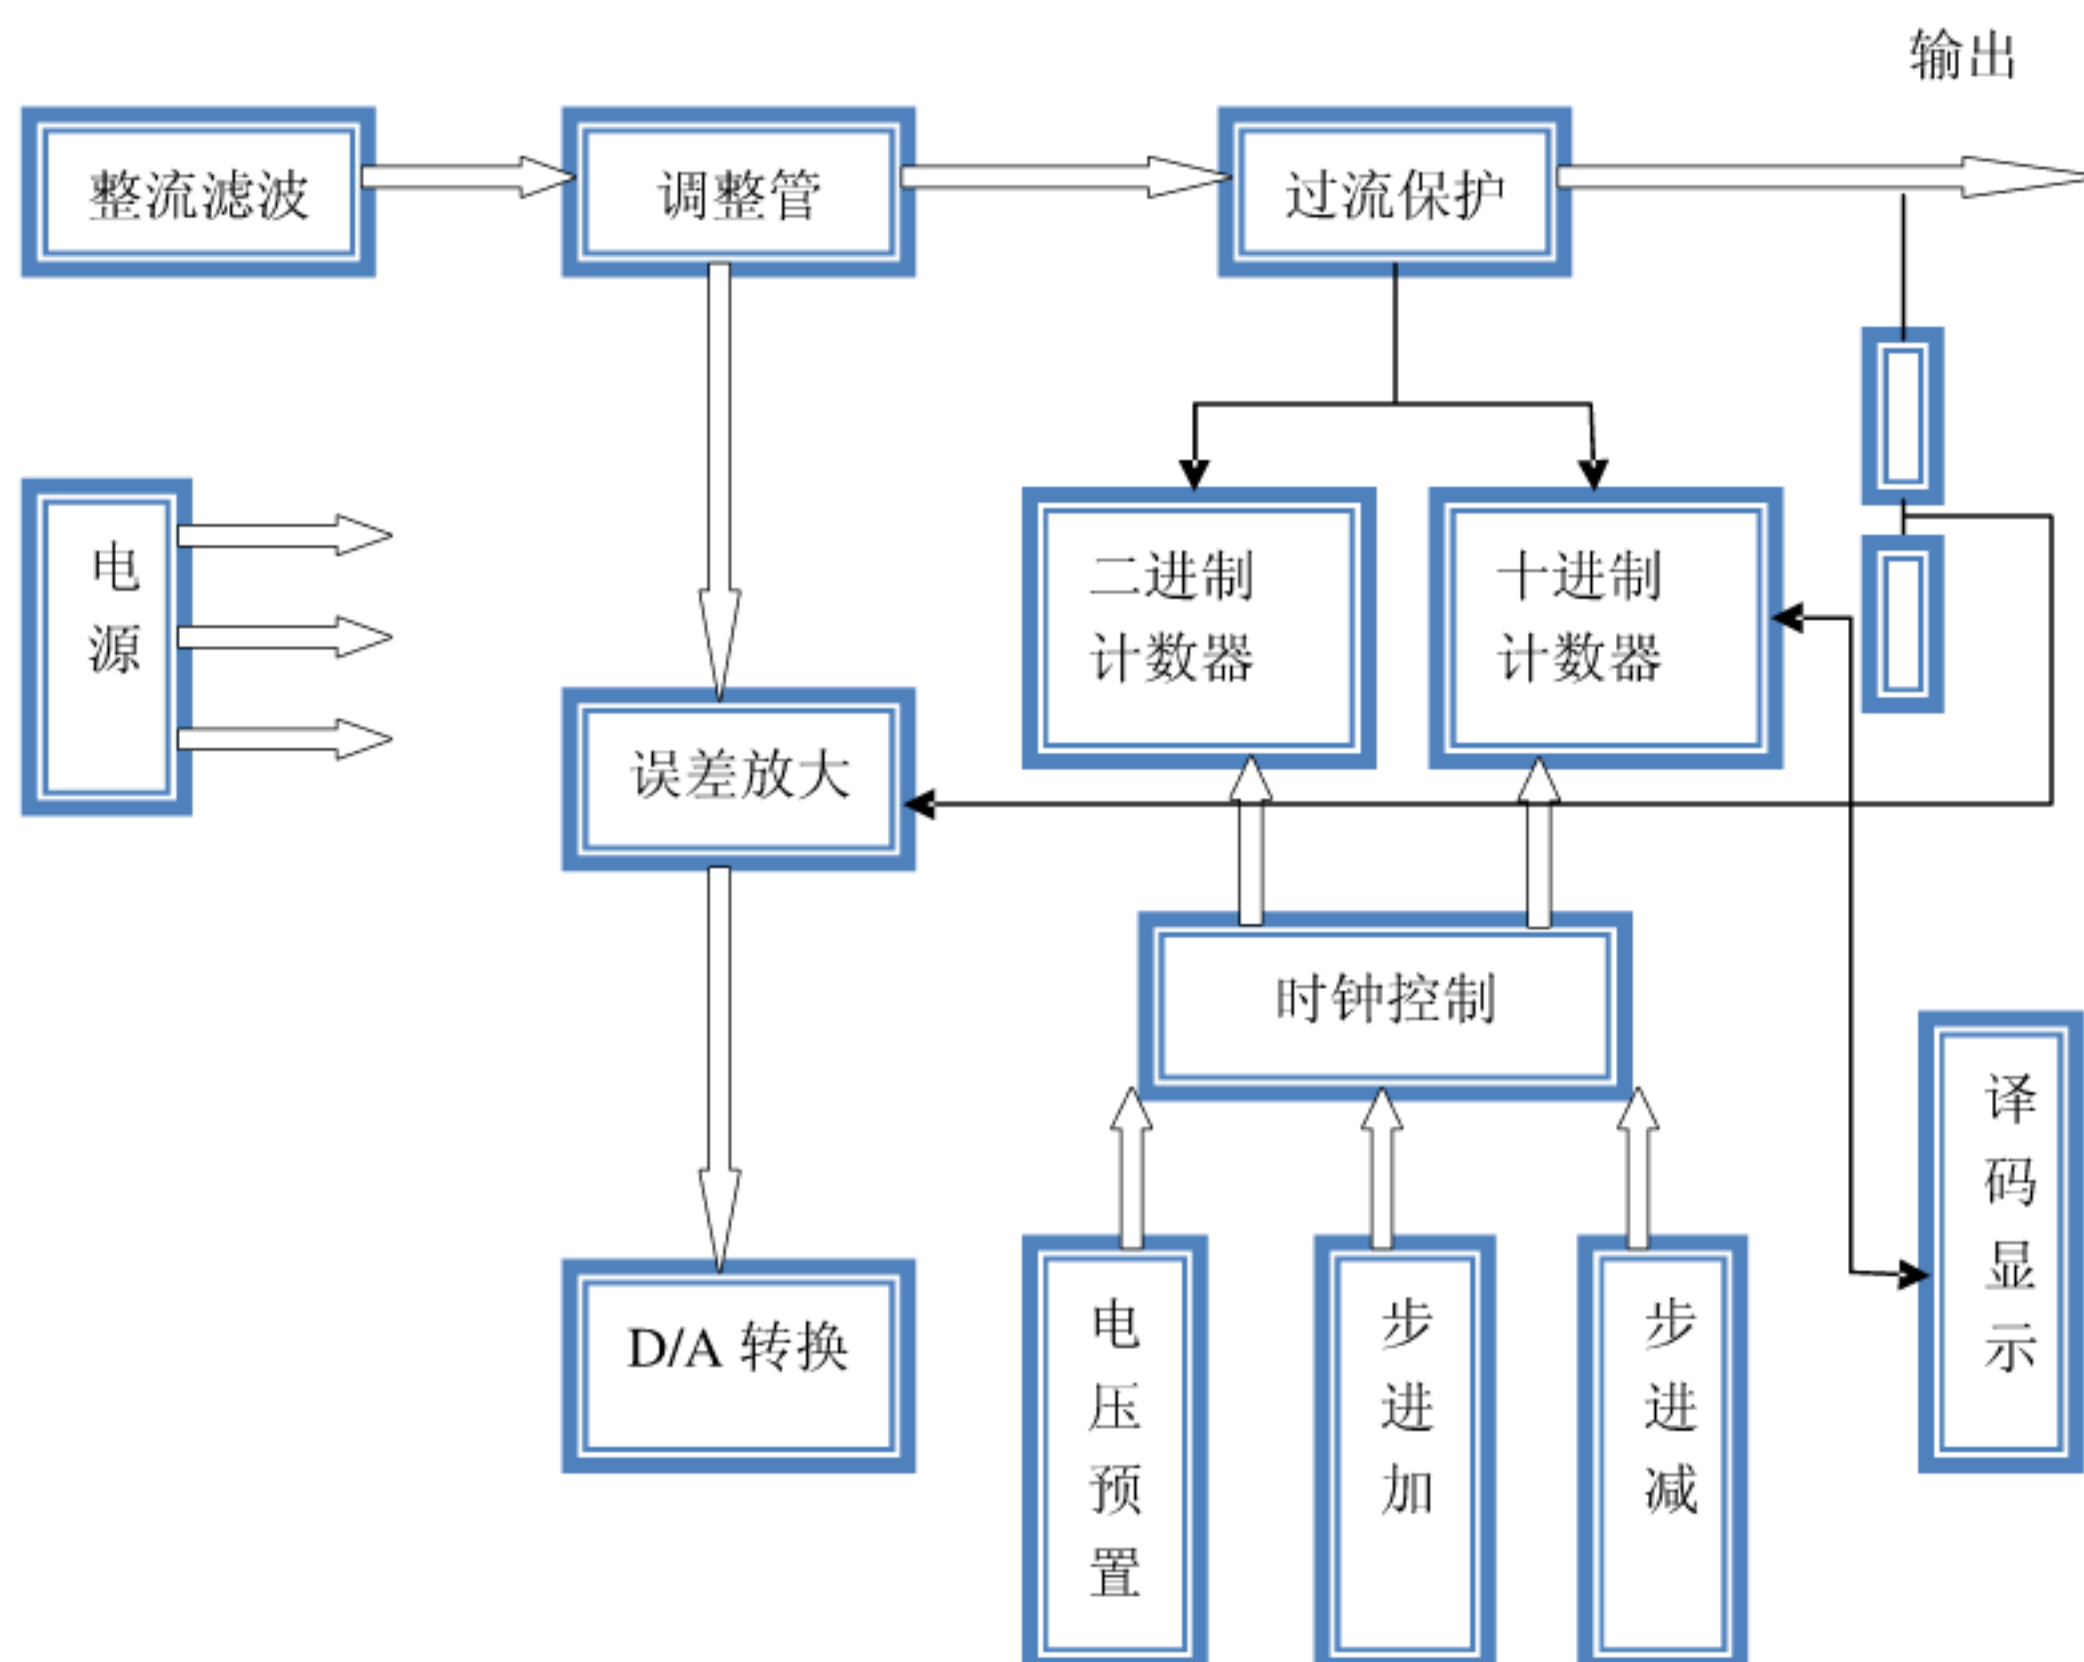 输出
整流滤波
调整管
过流保护
电
源
二进制
计数器
十进制
计数器
误差放大
时钟控制
译
码
显
示
D/A 转换
电
压
预
置
步
进
加
步
进
减